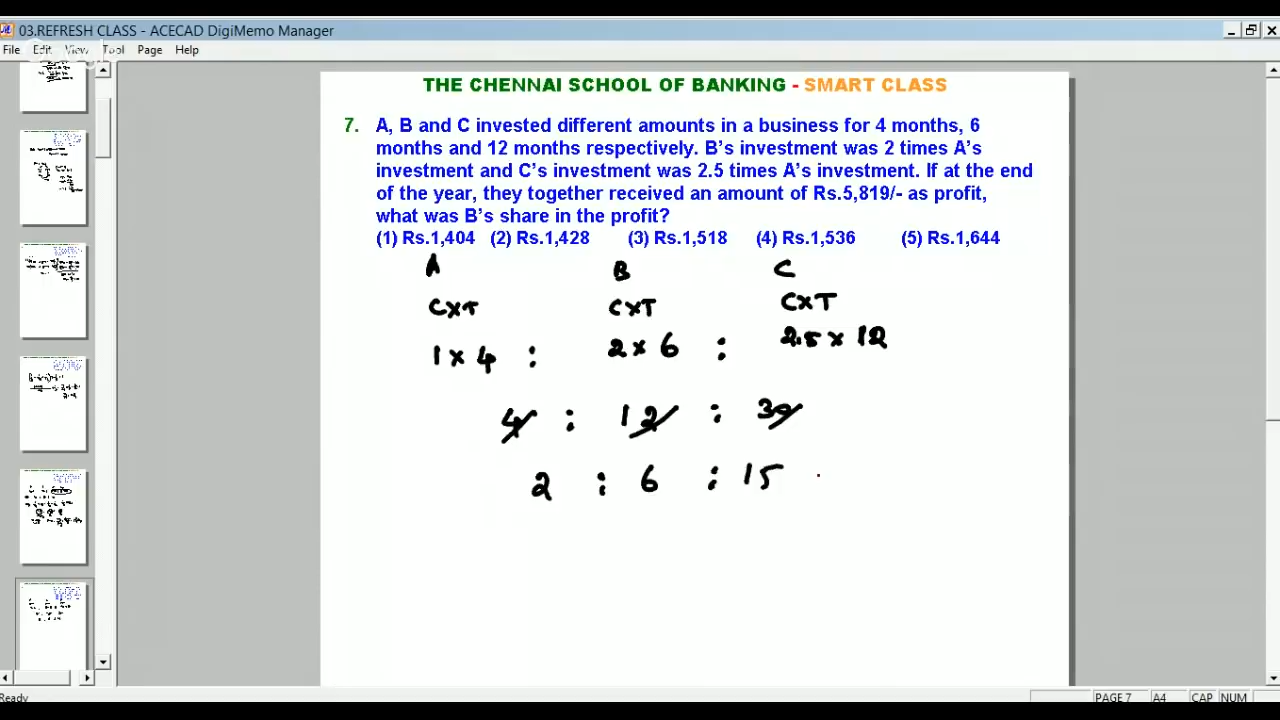 03.REFRESH CLASS - ACECAD DigiMemo Manager
File Edit View Tool Page Help
THE CHENNAI SCHOOL OF BANKING - SMART CLASS
7. A, B and C invested different amounts in a business for 4 months, 6
months and 12 months respectively. B's investment was 2 times A's
investment and C's investment was 2.5 times A's investment. If at the end
of the year, they together received an amount of Rs.5,819/- as profit,
what was B's share in the profit?
(1) Rs.1,404 (2) Rs.1,428 (3) Rs.1,518 (4) Rs.1,536 (5) Rs.1,644
A B C
C×T C×T C×T
1 × 4 : 2 × 6 : 2.5 × 12
4 : 12 : 30
2 : 6 : 15
Ready PAGE 7 A4 CAP NUM